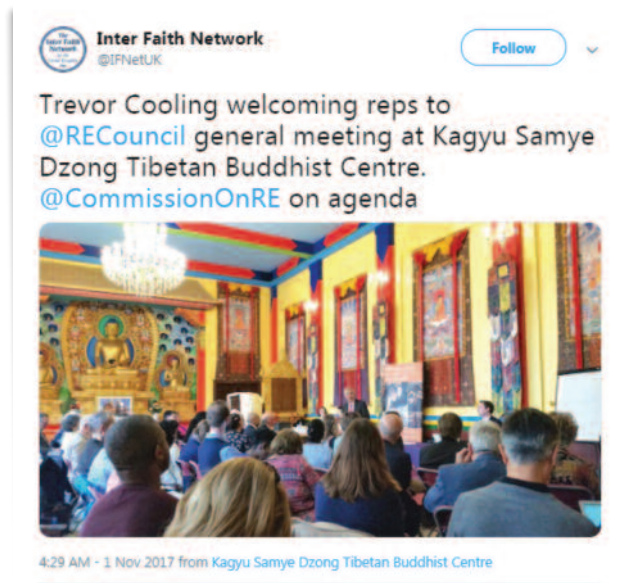 Inter Faith Network
@IFNetUK
Follow
Trevor Cooling welcoming reps to
@RECouncil general meeting at Kagyu Samye
Dzong Tibetan Buddhist Centre.
@CommissionOnRE on agenda
4:29 AM - 1 Nov 2017 from Kagyu Samye Dzong Tibetan Buddhist Centre